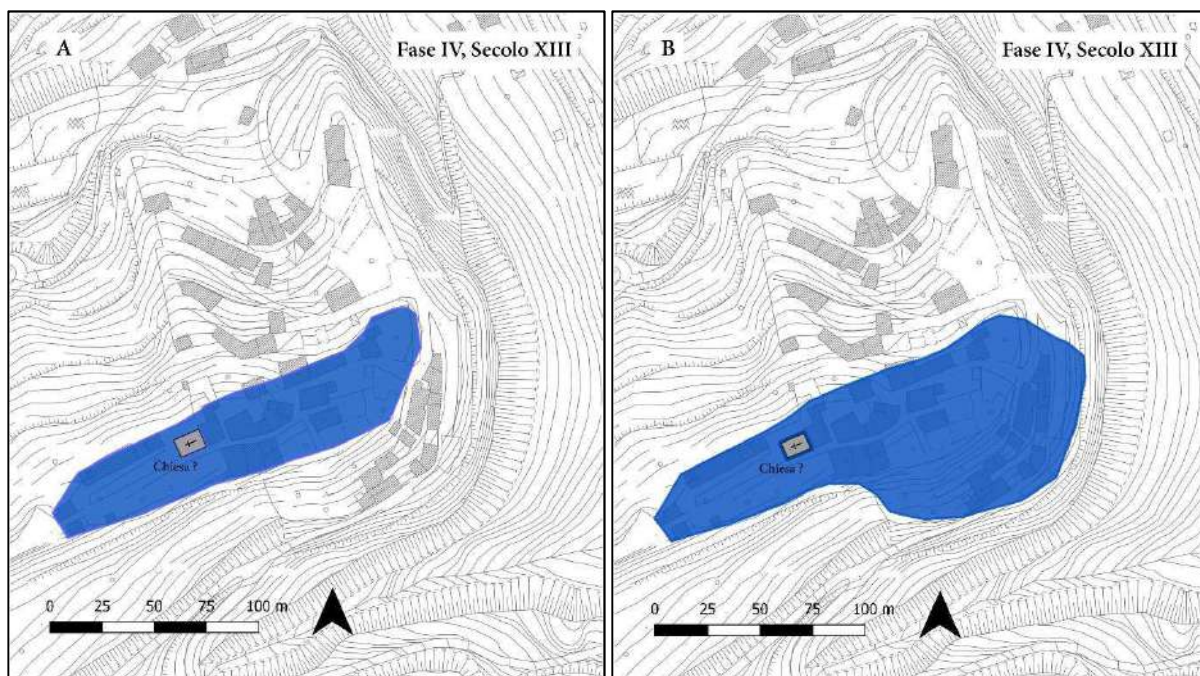 A
Fase IV, Secolo XIII
Chiesa ?
0 25 50 75 100 m
B
Fase IV, Secolo XIII
Chiesa ?
0 25 50 75 100 m